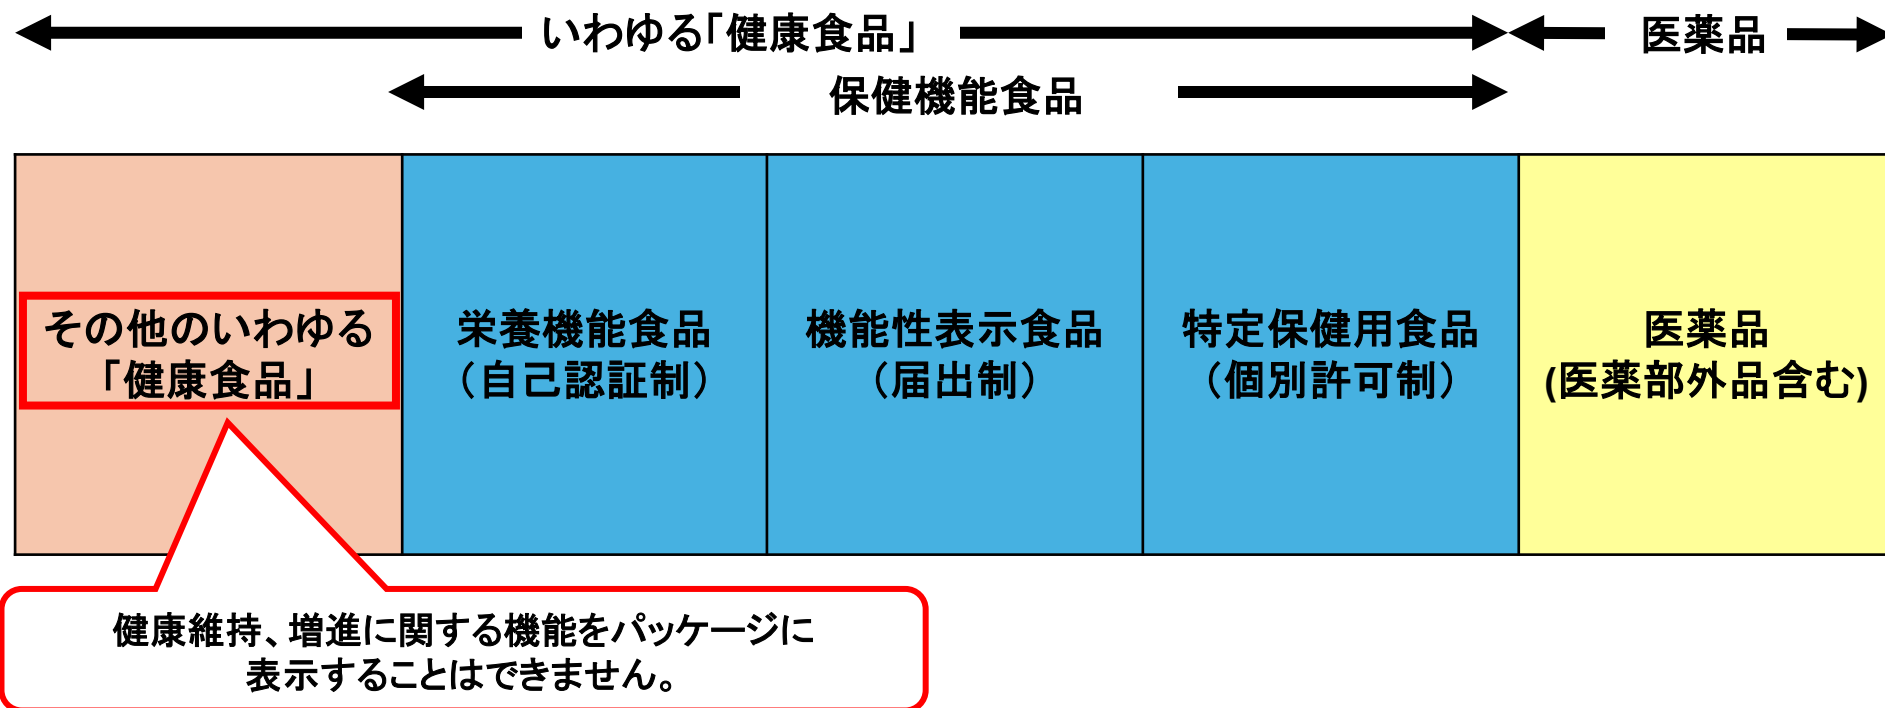 いわゆる「健康食品」
医薬品
保健機能食品
その他のいわゆる
「健康食品」
栄養機能食品
（自己認証制）
機能性表示食品
（届出制）
特定保健用食品
（個別許可制）
医薬品
(医薬部外品含む)
健康維持、増進に関する機能をパッケージに
表示することはできません。